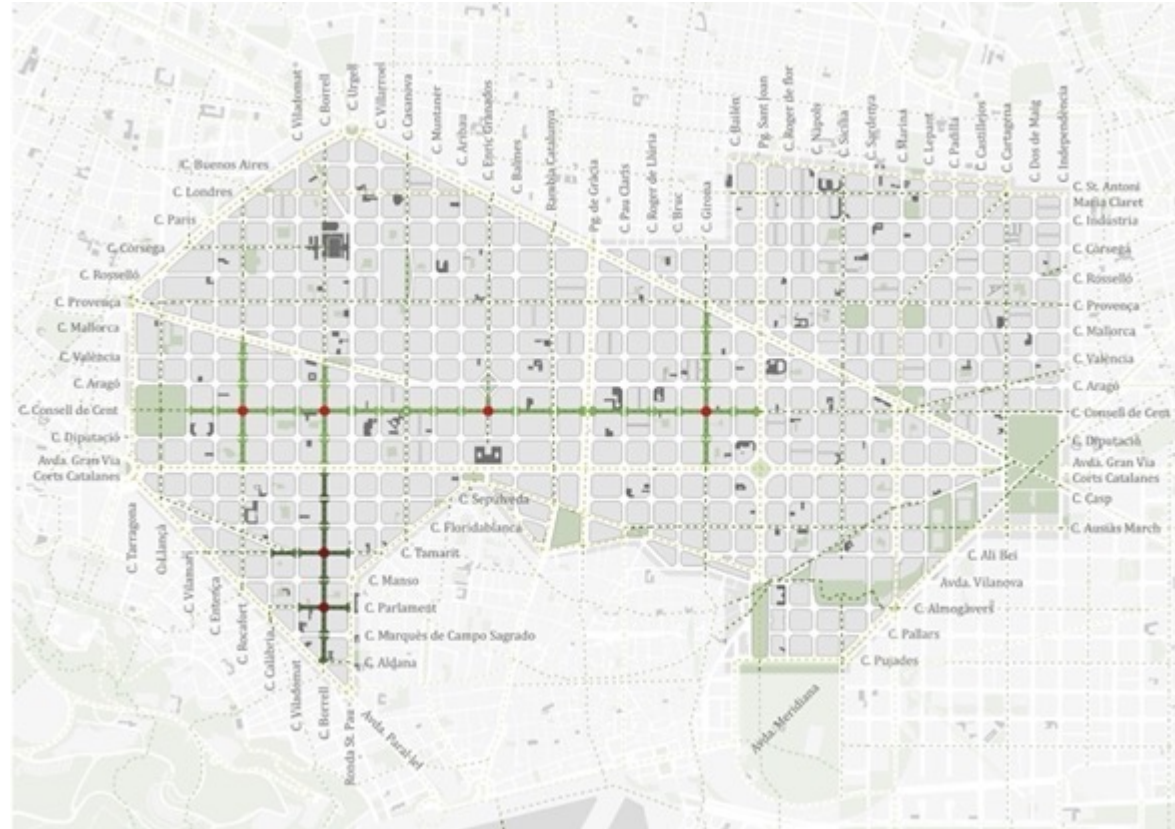 C. Viladomat
C. Borrell
C. Urgell
C. Villarroel
C. Casanova
C. Muntaner
C. Aribau
C. Enric Granados
C. Balmes
Rambla Catalunya
Pg. de Gràcia
C. Pau Claris
C. Roger de Llúria
C. Bruc
C. Girona
C. Bailén
Pg. Sant Joan
C. Roger de flor
C. Nàpols
C. Sicília
C. Sardenya
C. Marina
C. Lepant
C. Padilla
C. Castillejos
C. Cartagena
C. Dos de Maig
C. Independència
C. Buenos Aires
C. Londres
C. París
C. Còrsega
C. Rosselló
C. Provença
C. Mallorca
C. València
C. Aragó
C. Consell de Cent
C. Diputació
Avda. Gran Via
Corts Catalanes
C. St. Antoni
Maria Claret
C. Indústria
C. Còrsega
C. Rosselló
C. Provença
C. Mallorca
C. València
C. Aragó
C. Consell de Cent
C. Diputació
Avda. Gran Via
Corts Catalanes
C. Casp
C. Ausiàs March
C. Ali Bei
Avda. Vilanova
C. Almogàvers
C. Pallars
C. Pujades
Avda. Meridiana
C. Sepúlveda
C. Floridablanca
C. Tamarit
C. Manso
C. Parlament
C. Marquès de Campo Sagrado
C. Aldana
C. Tarragona
C. Llançà
C. Vilamarí
C. Entença
C. Rocafort
C. Calàbria
C. Viladomat
C. Borrell
Ronda St. Pau
Avda. Paral·lel